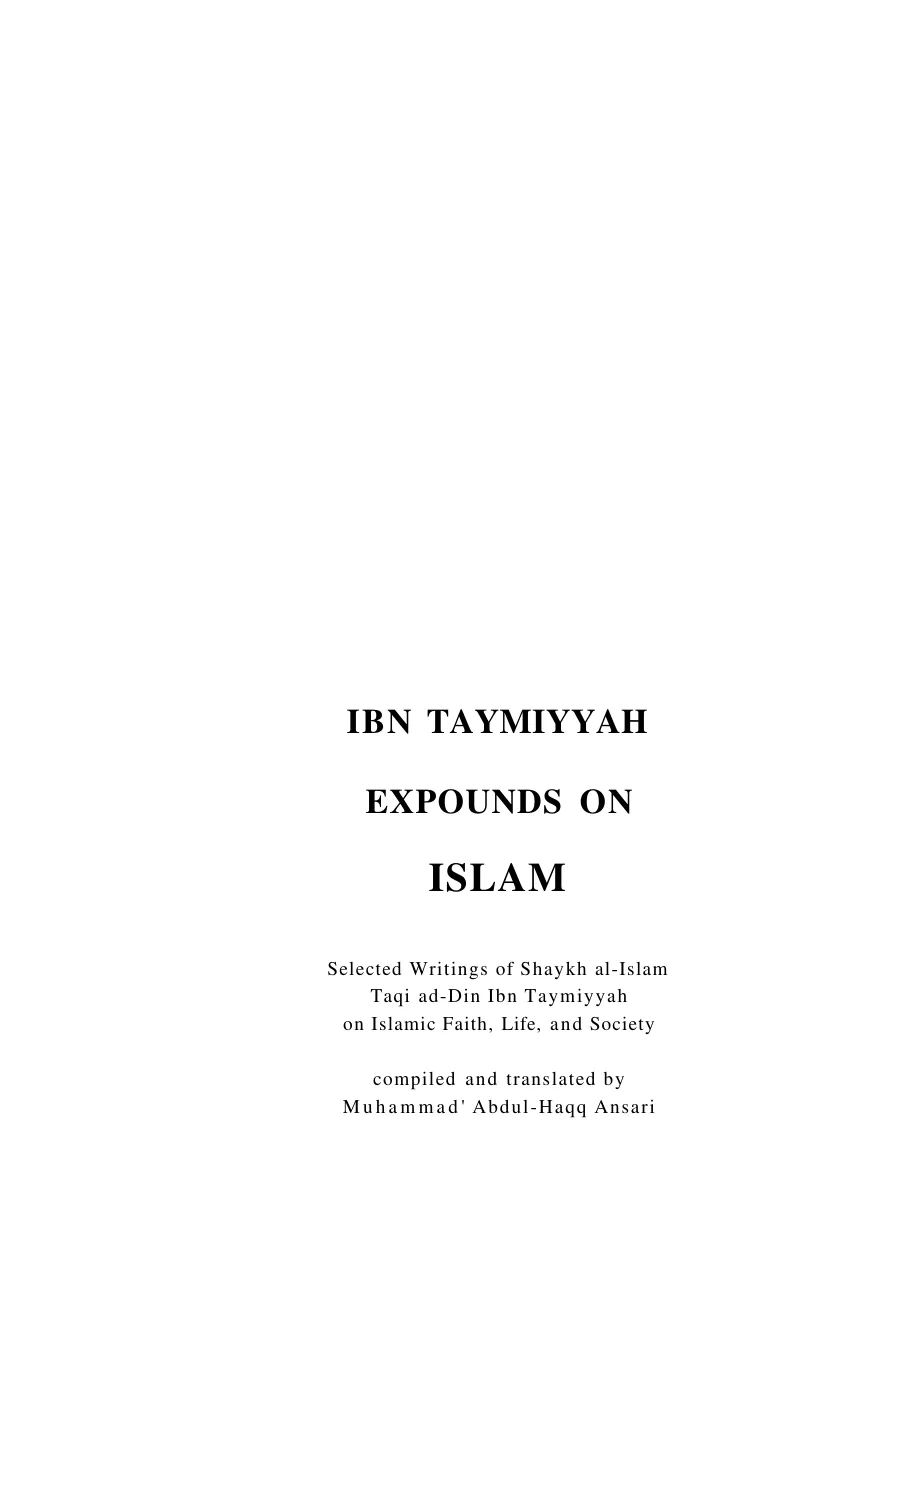 IBN TAYMIYYAH
EXPOUNDS ON
ISLAM
Selected Writings of Shaykh al-Islam
Taqi ad-Din Ibn Taymiyyah
on Islamic Faith, Life, and Society
compiled and translated by
Muhammad' Abdul-Haqq Ansari